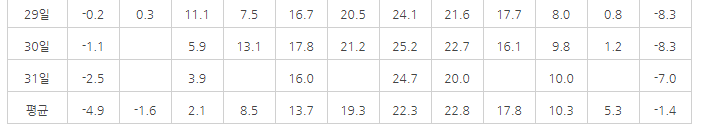 29일 -0.2 0.3 11.1 7.5 16.7 20.5 24.1 21.6 17.7 8.0 0.8 -8.3
30일 -1.1 5.9 13.1 17.8 21.2 25.2 22.7 16.1 9.8 1.2 -8.3
31일 -2.5 3.9 16.0 24.7 20.0 10.0 -7.0
평균 -4.9 -1.6 2.1 8.5 13.7 19.3 22.3 22.8 17.8 10.3 5.3 -1.4